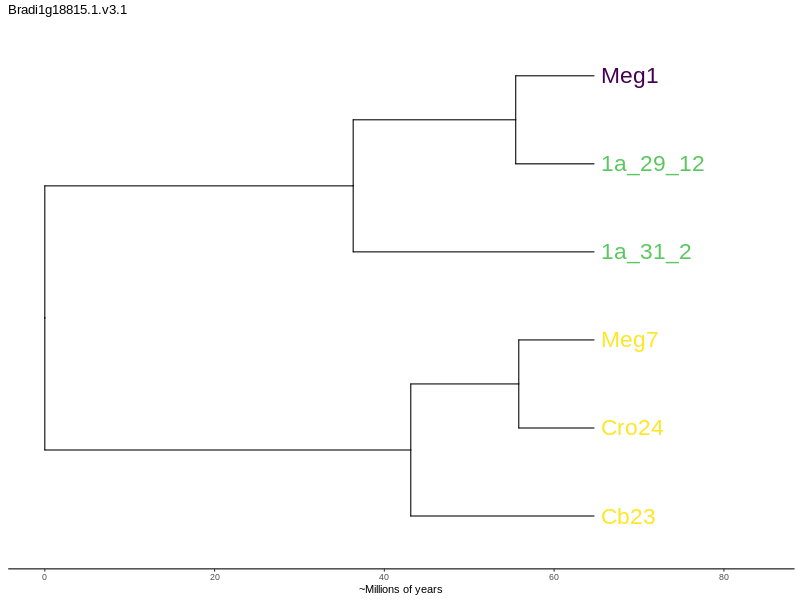 Bradi1g18815.1.v3.1
Meg1
1a_29_12
1a_31_2
Meg7
Cro24
Cb23
0 20 40 60 80
~Millions of years